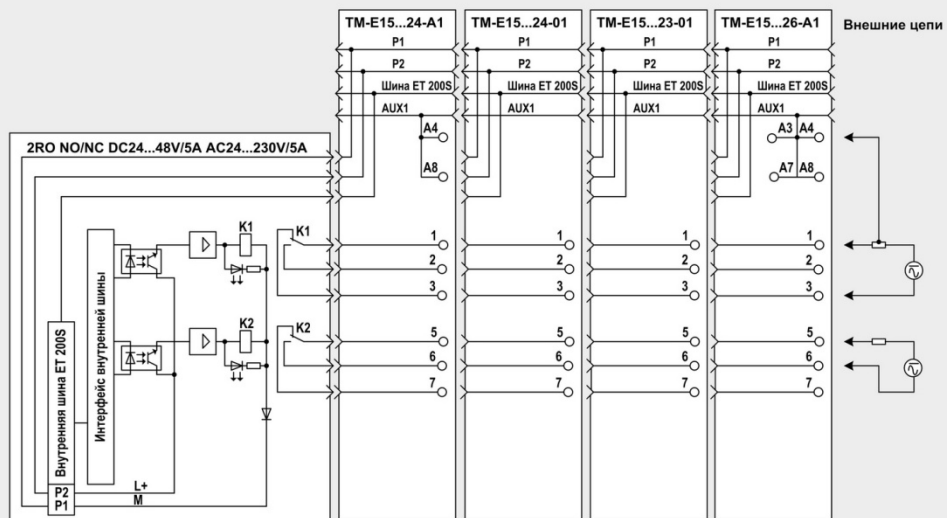 TM-E15...24-A1 TM-E15...24-01 TM-E15...23-01 TM-E15...26-A1 Внешние цепи
P1 P1 P1 P1
P2 P2 P2 P2
Шина ET 200S Шина ET 200S Шина ET 200S Шина ET 200S
AUX1 AUX1 AUX1 AUX1
A4 A3 A4
2RO NO/NC DC24...48V/5A AC24...230V/5A
A8 A7 A8
K1 K1
1 1 1 1
2 2 2 2
3 3 3 3
K2 K2
5 5 5 5
6 6 6 6
7 7 7 7
Внутренняя шина ET 200S
Интерфейс внутренней шины
P2 L+
P1 M